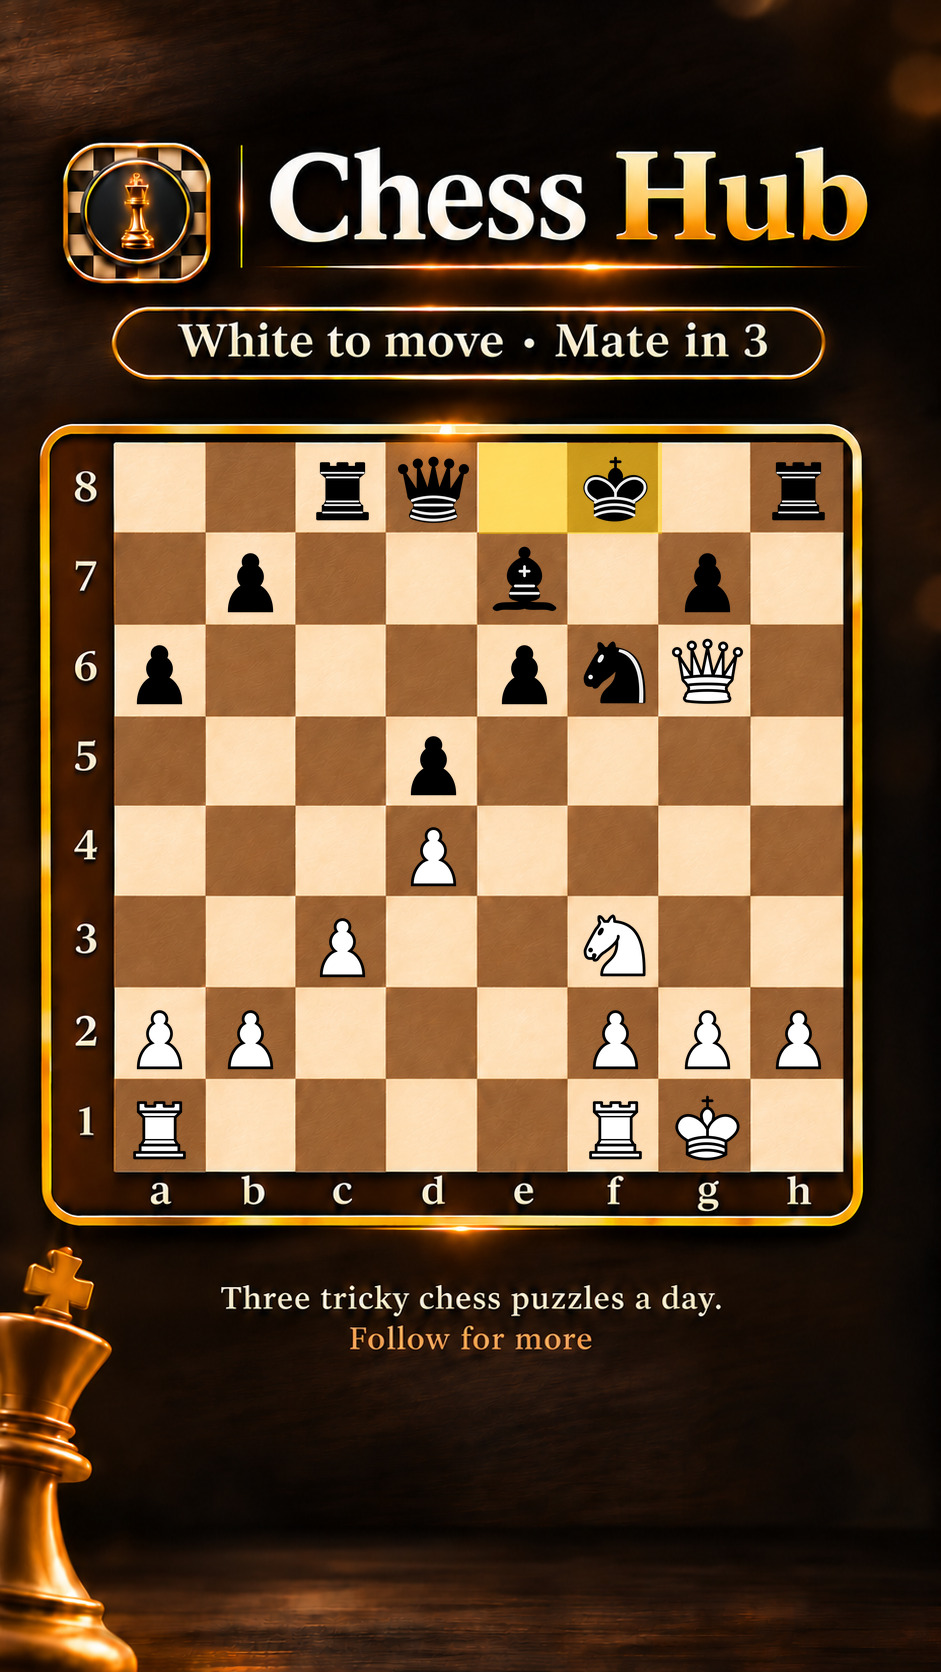 Chess Hub
White to move • Mate in 3
8
7
6
5
4
3
2
1
a b c d e f g h
Three tricky chess puzzles a day.
Follow for more